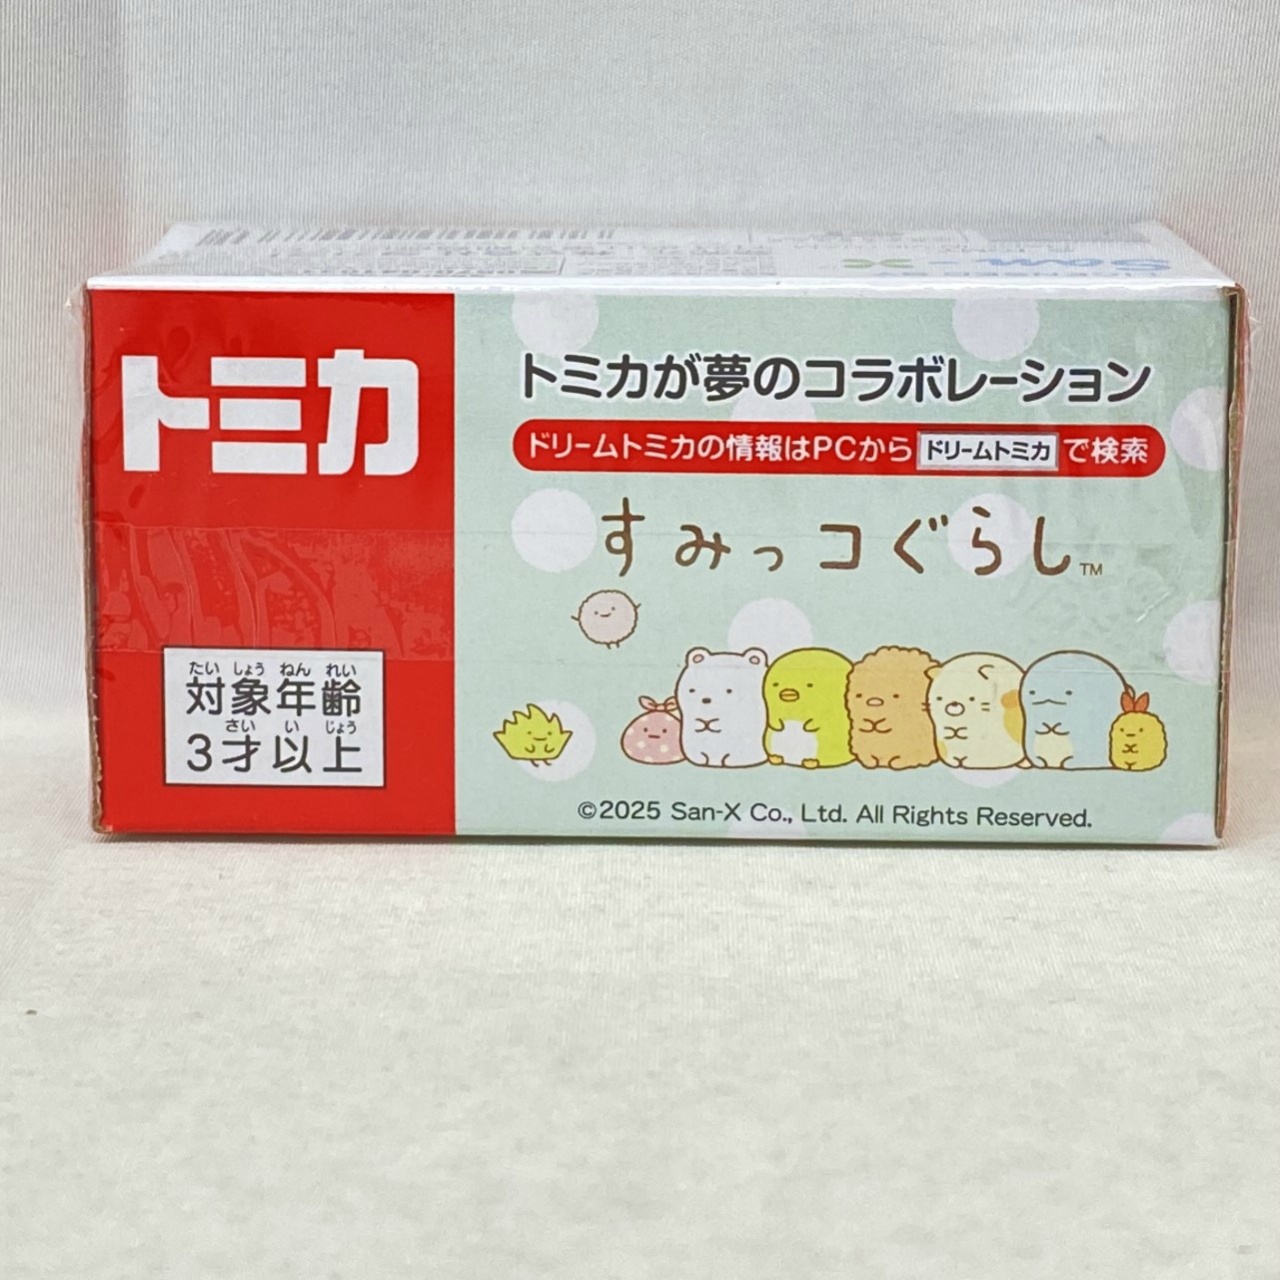 San-X
トミカ
トミカが夢のコラボレーション
ドリームトミカの情報はPCから ドリームトミカ で検索
すみっコぐらし™
たい しょう ねん れい
対象年齢
さい い じょう
3才以上
©2025 San-X Co., Ltd. All Rights Reserved.